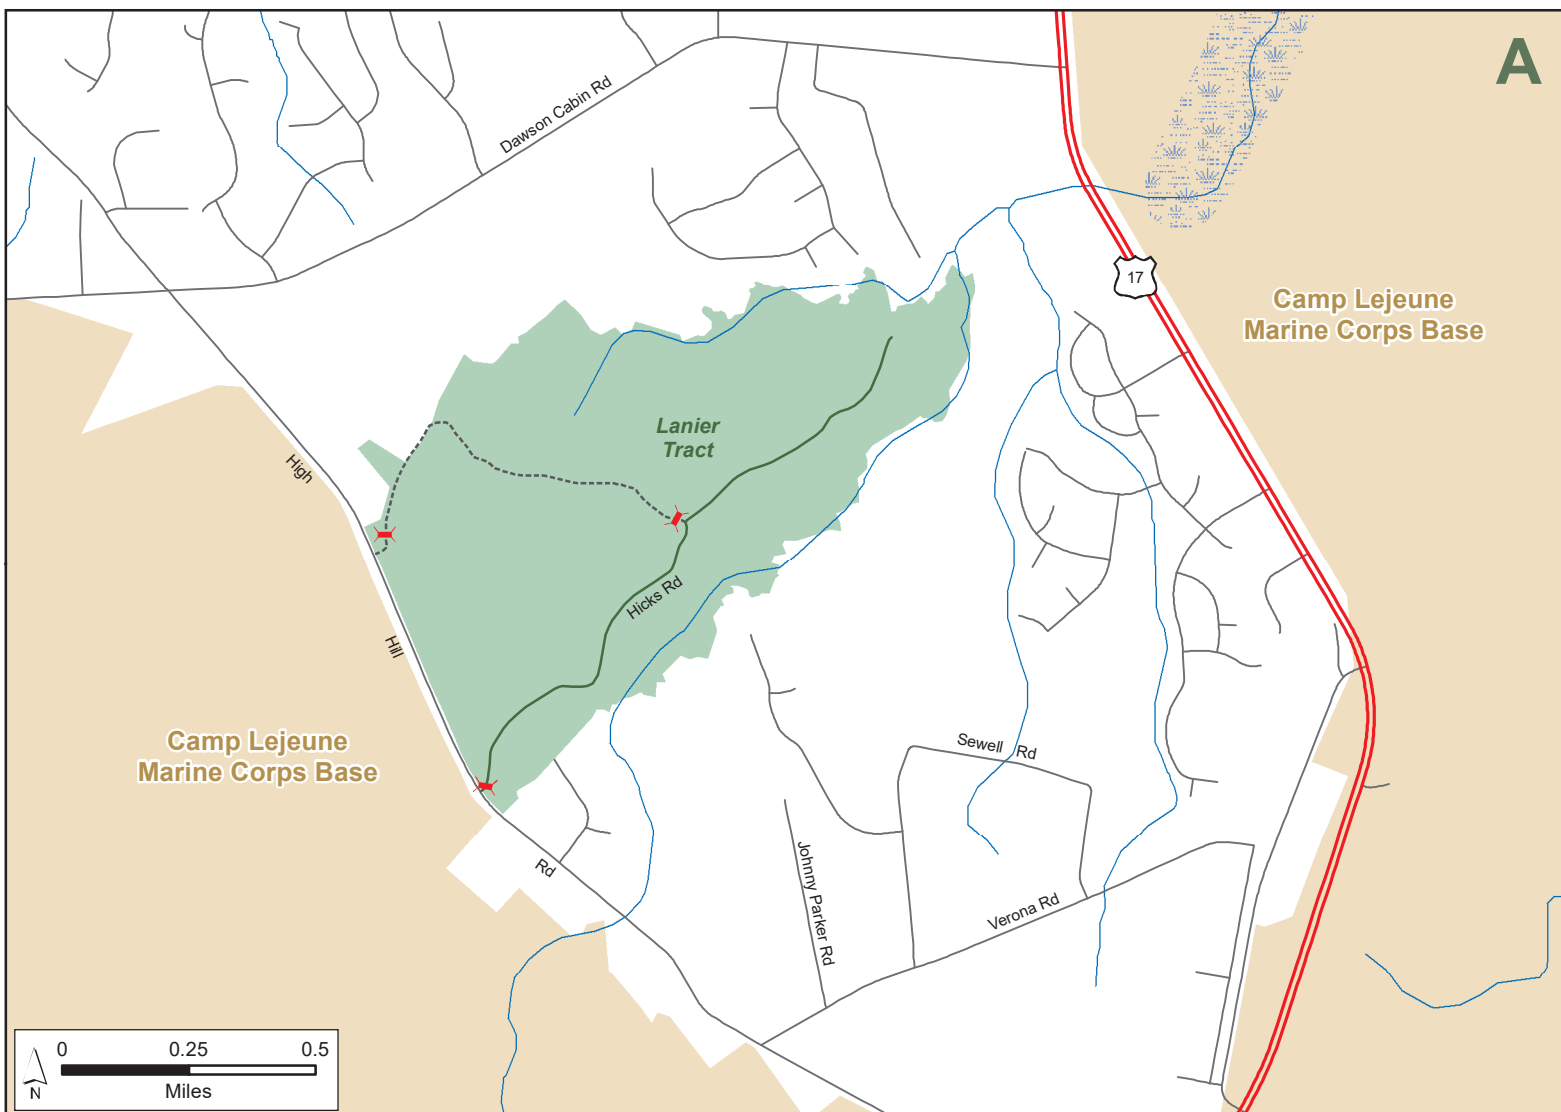 A
Dawson Cabin Rd
17
Camp Lejeune
Marine Corps Base
Lanier
Tract
High
Hicks Rd
Hill
Camp Lejeune
Marine Corps Base
Sewell Rd
Rd
Johnny Parker Rd
Verona Rd
0 0.25 0.5
N
Miles